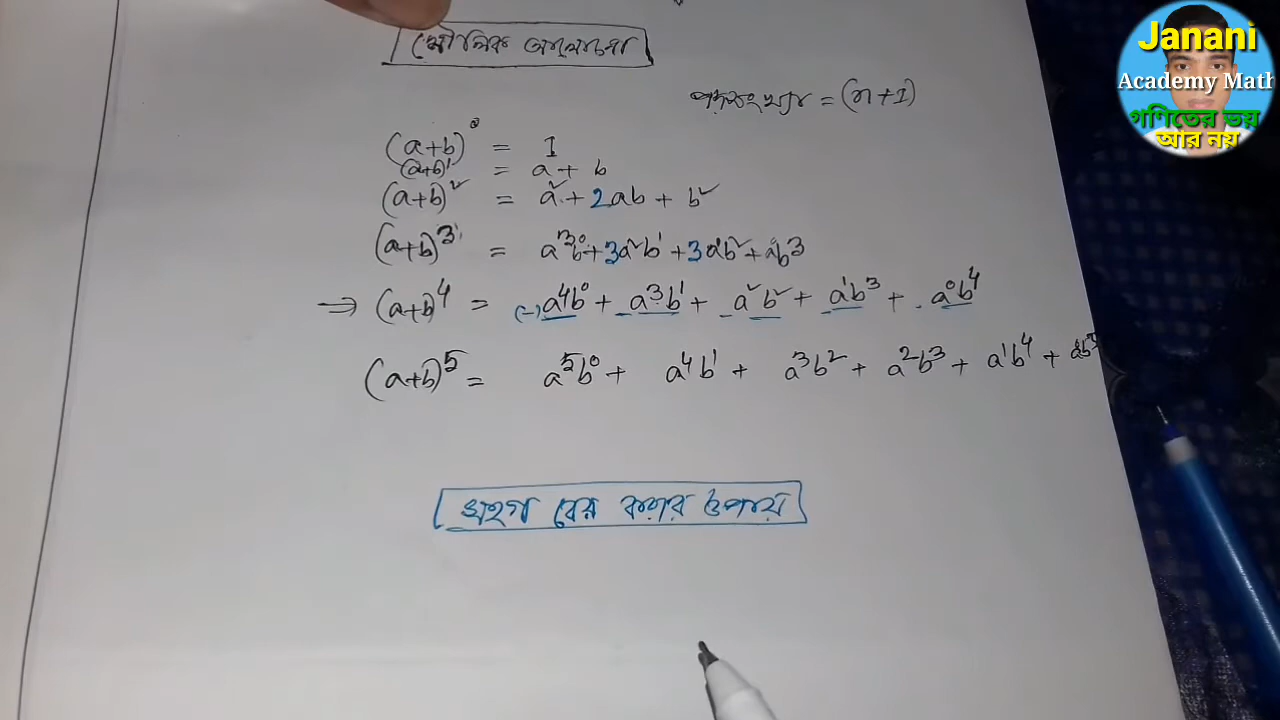 মৌলিক আলোচনা
Janani
Academy Math
গণিতের ভয়
আর নয়
পদসংখ্যা = (n+1)
(a+b)⁰ = 1
(a+b)¹ = a + b
(a+b)² = a² + 2ab + b²
(a+b)³ = a³b⁰ + 3a²b¹ + 3a¹b² + a⁰b³
⇒ (a+b)⁴ = (-) a⁴b⁰ + _ a³b¹ + _ a²b² + _ a¹b³ + _ a⁰b⁴
(a+b)⁵ = a⁵b⁰ + a⁴b¹ + a³b² + a²b³ + a¹b⁴ + a⁰b⁵
সহগ বের করার উপায়